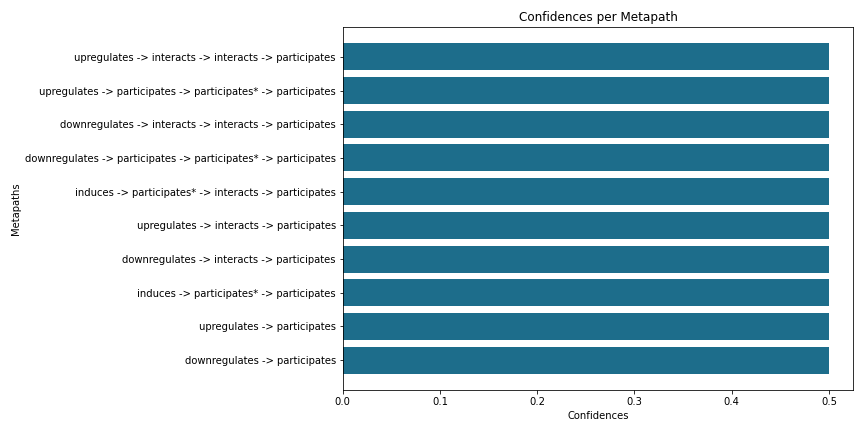 Confidences per Metapath
upregulates -> interacts -> interacts -> participates
upregulates -> participates -> participates* -> participates
downregulates -> interacts -> interacts -> participates
downregulates -> participates -> participates* -> participates
induces -> participates* -> interacts -> participates
upregulates -> interacts -> participates
downregulates -> interacts -> participates
induces -> participates* -> participates
upregulates -> participates
downregulates -> participates
Metapaths
0.0 0.1 0.2 0.3 0.4 0.5
Confidences